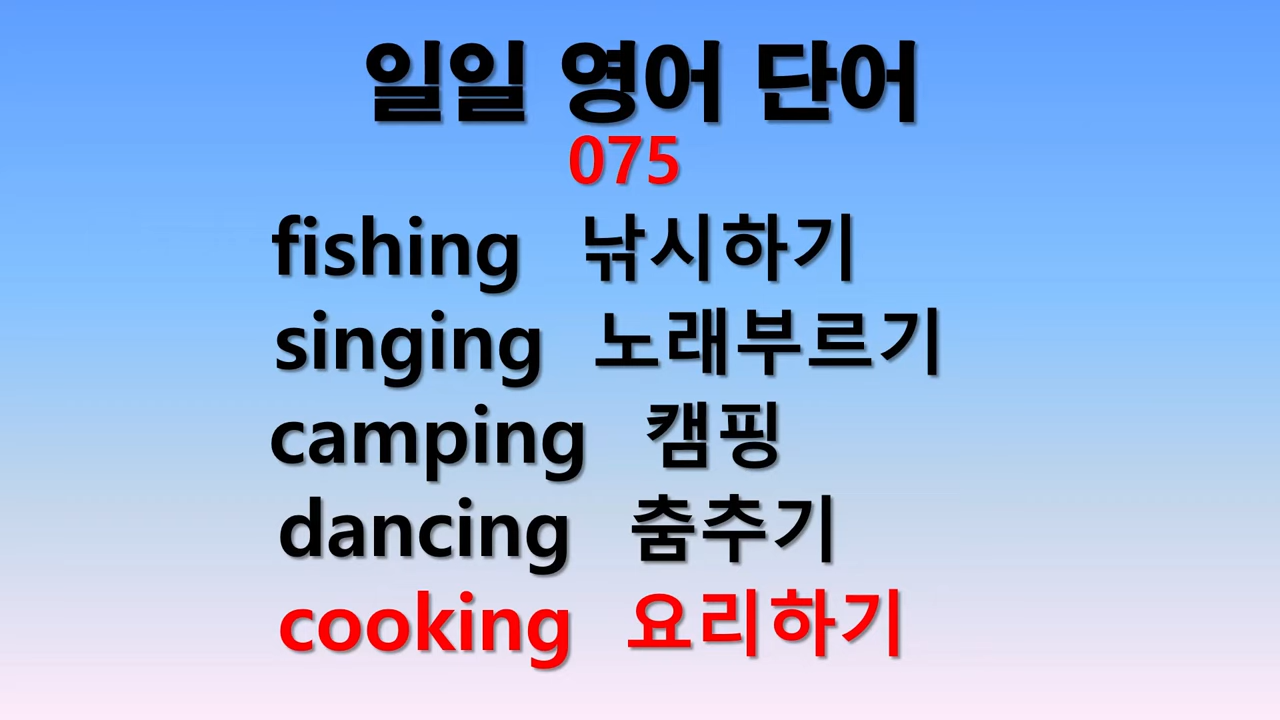 일일 영어 단어
075
fishing 낚시하기
singing 노래부르기
camping 캠핑
dancing 춤추기
cooking 요리하기